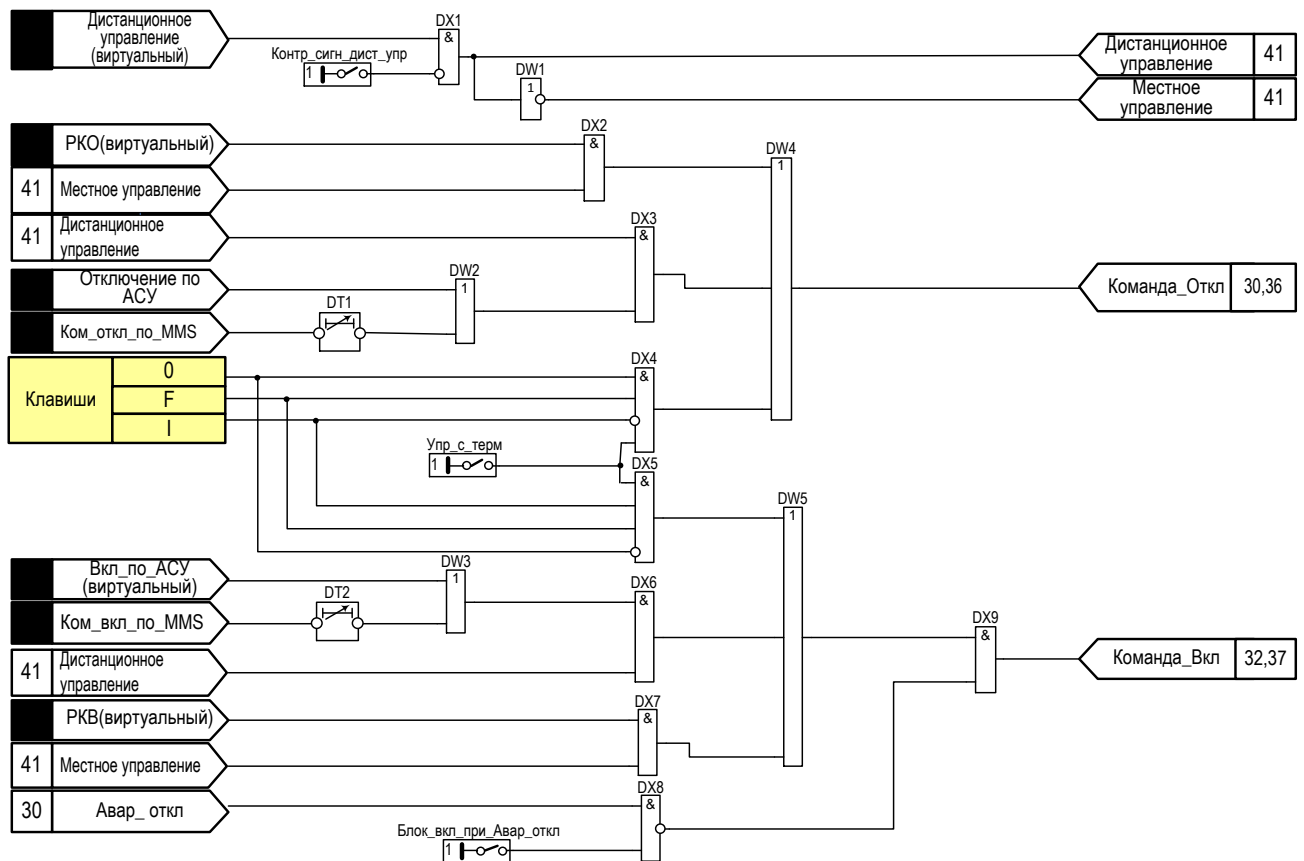 Дистанционное
управление
(виртуальный)
DX1
&
Контр_сигн_дист_упр
1
DW1
1
Дистанционное
управление
41
Местное
управление
41
РКО(виртуальный)
DX2
&
DW4
1
41
Местное управление
41
Дистанционное
управление
DX3
&
Отключение по
АСУ
DW2
1
DT1
Ком_откл_по_MMS
Команда_Откл
30,36
Клавиши
0
F
I
DX4
&
Упр_с_терм
1
DX5
&
DW5
1
Вкл_по_АСУ
(виртуальный)
DW3
1
DT2
DX6
&
Ком_вкл_по_MMS
DX9
&
41
Дистанционное
управление
Команда_Вкл
32,37
РКВ(виртуальный)
DX7
&
41
Местное управление
DX8
&
30
Авар_ откл
Блок_вкл_при_Авар_откл
1